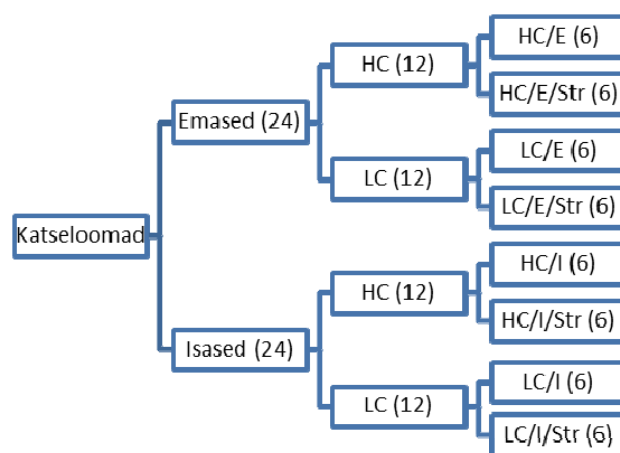 Katseloomad
Emased (24)
HC (12)
HC/E (6)
HC/E/Str (6)
LC (12)
LC/E (6)
LC/E/Str (6)
Isased (24)
HC (12)
HC/I (6)
HC/I/Str (6)
LC (12)
LC/I (6)
LC/I/Str (6)